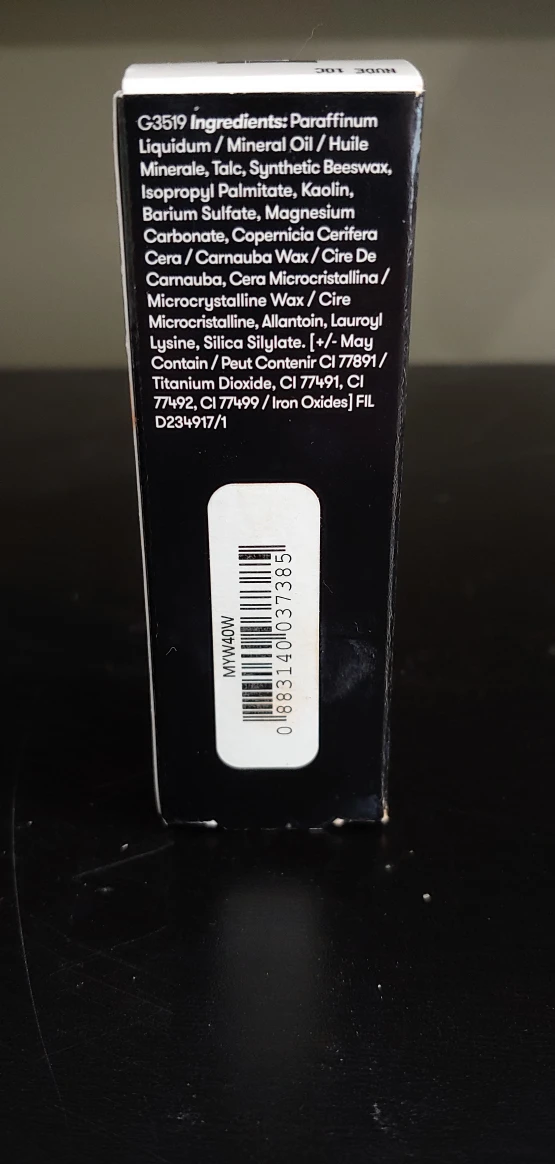 NUDE 10C
G3519 Ingredients: Paraffinum
Liquidum / Mineral Oil / Huile
Minerale, Talc, Synthetic Beeswax,
Isopropyl Palmitate, Kaolin,
Barium Sulfate, Magnesium
Carbonate, Copernicia Cerifera
Cera / Carnauba Wax / Cire De
Carnauba, Cera Microcristallina /
Microcrystalline Wax / Cire
Microcristalline, Allantoin, Lauroyl
Lysine, Silica Silylate. [+/- May
Contain / Peut Contenir CI 77891 /
Titanium Dioxide, CI 77491, CI
77492, CI 77499 / Iron Oxides] FIL
D234917/1
MYW40W
0 883140 037385